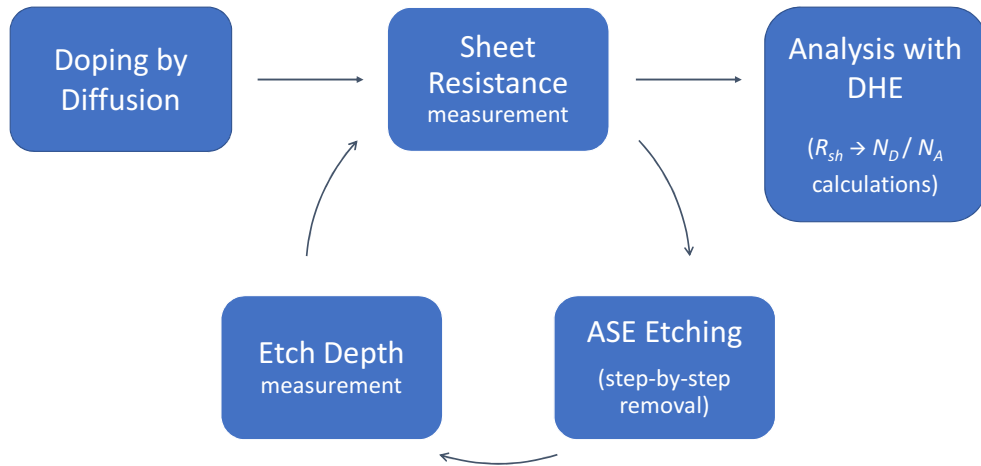 Doping by
Diffusion
Sheet
Resistance
measurement
Analysis with
DHE
(Rsh → ND / NA
calculations)
Etch Depth
measurement
ASE Etching
(step-by-step
removal)